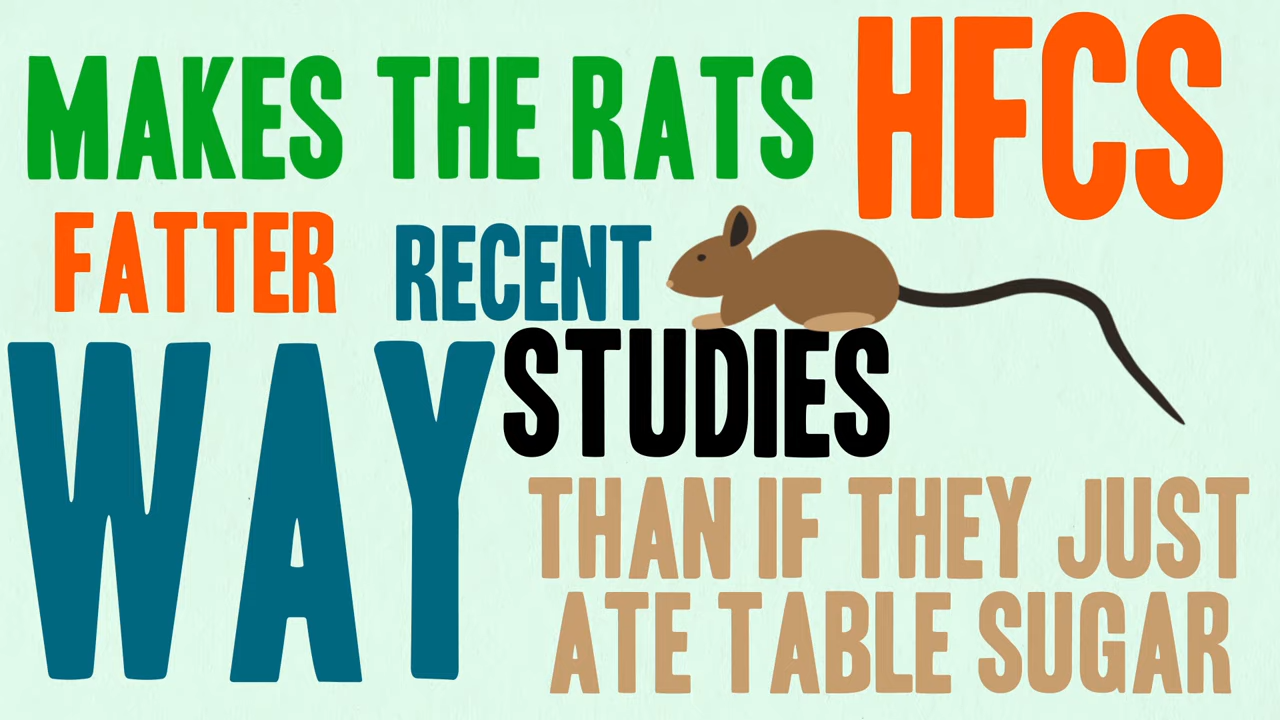 MAKES THE RATS
HFCS
FATTER
RECENT
WAY
STUDIES
THAN IF THEY JUST
ATE TABLE SUGAR